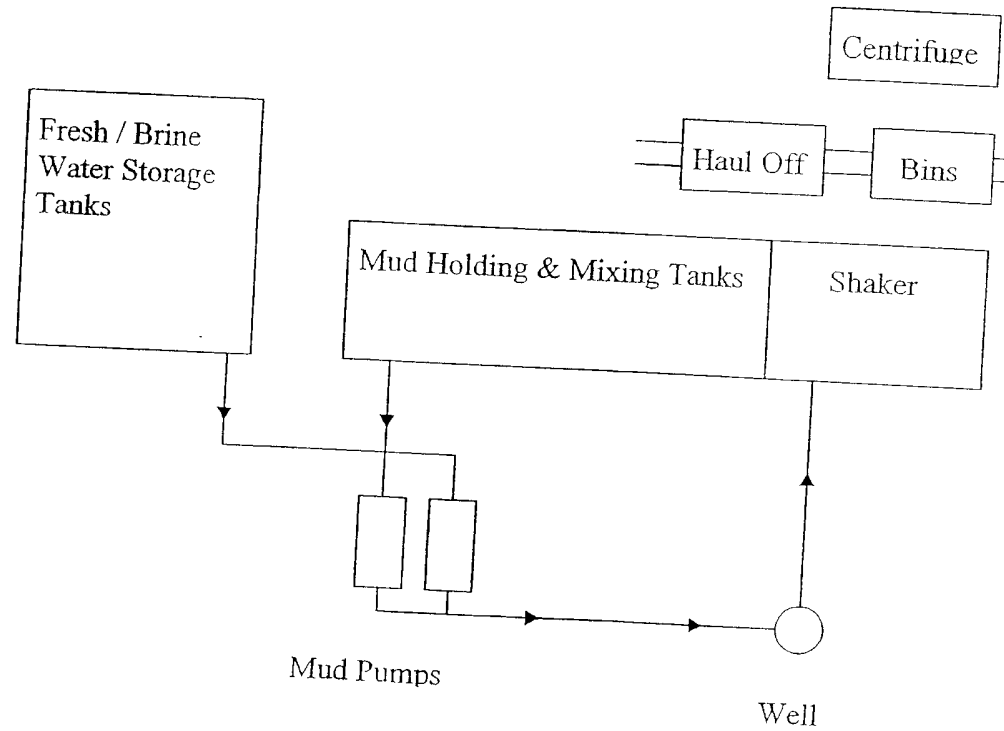 Centrifuge
Fresh / Brine
Water Storage
Tanks
Haul Off
Bins
Mud Holding & Mixing Tanks
Shaker
Mud Pumps
Well